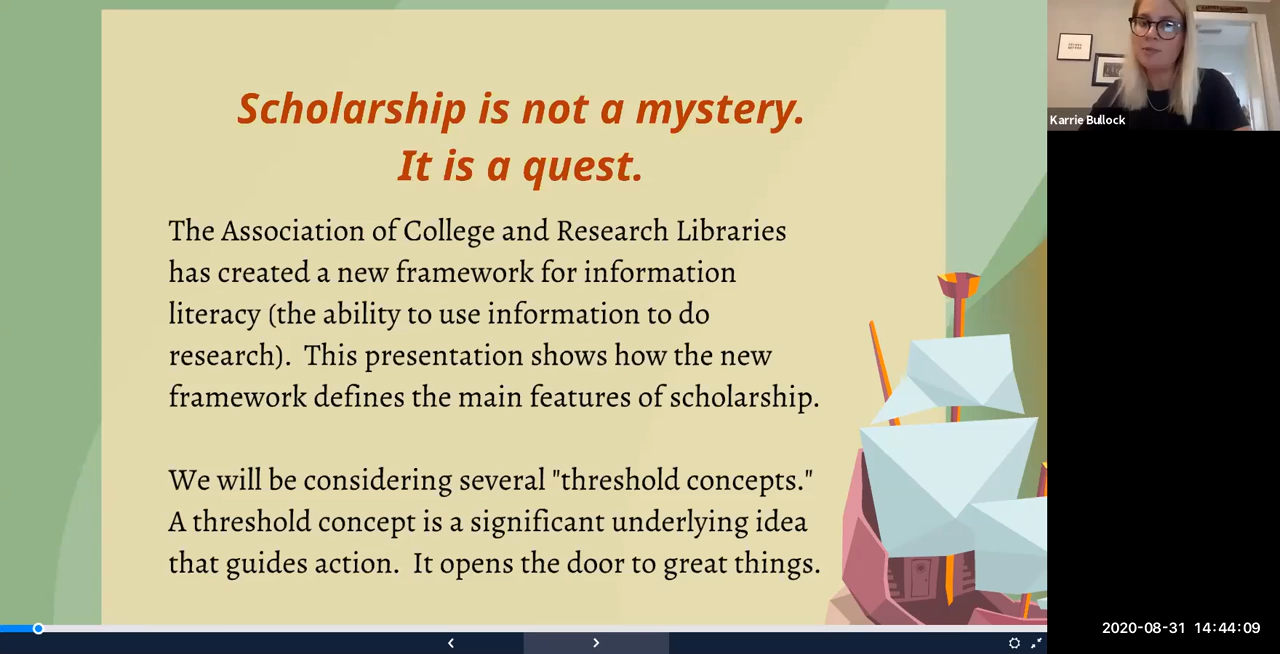 Scholarship is not a mystery.
It is a quest.
The Association of College and Research Libraries
has created a new framework for information
literacy (the ability to use information to do
research).  This presentation shows how the new
framework defines the main features of scholarship.
We will be considering several "threshold concepts."
A threshold concept is a significant underlying idea
that guides action.  It opens the door to great things.
Karrie Bullock
2020-08-31 14:44:09